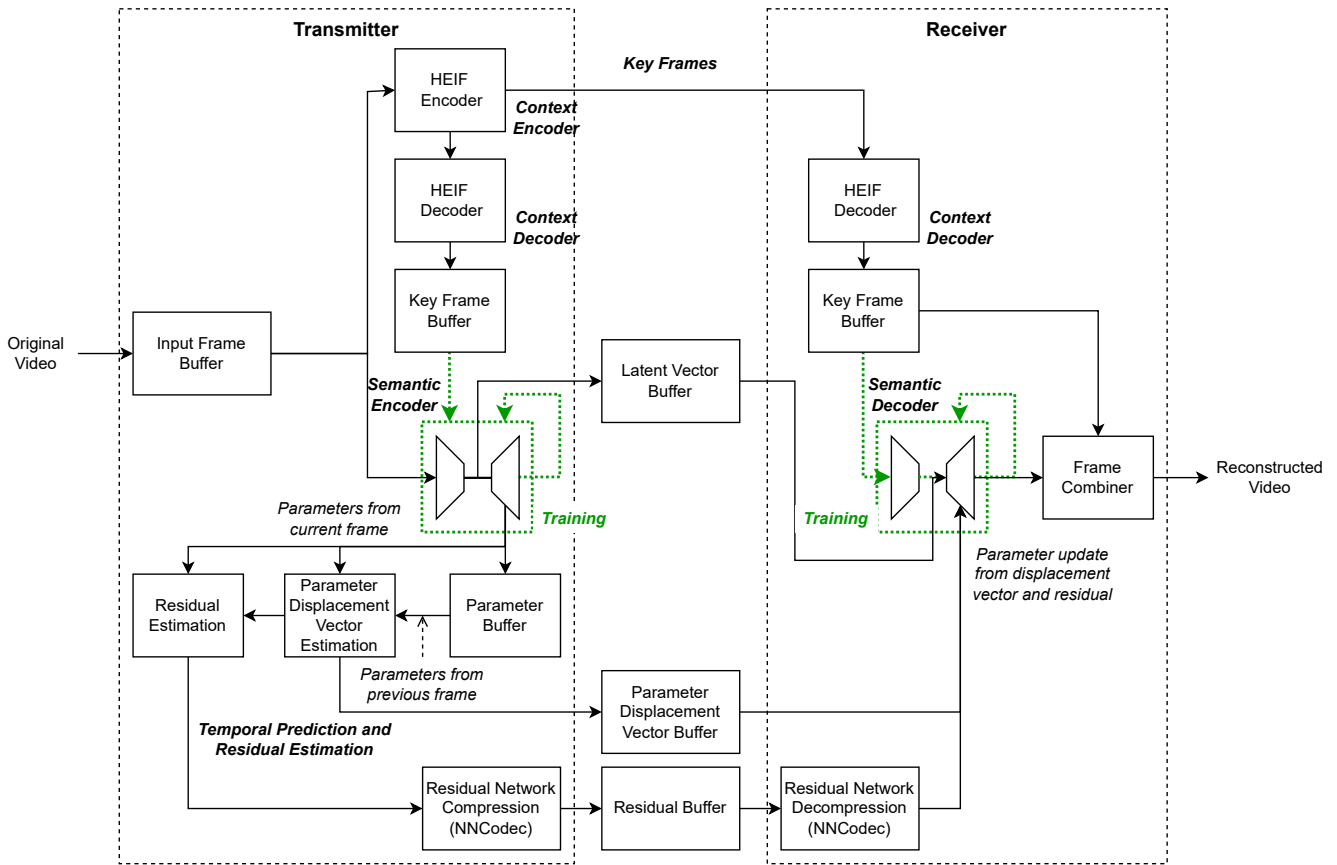 Transmitter
Receiver
HEIF
Encoder
Key Frames
Context
Encoder
HEIF
Decoder
Context
Decoder
HEIF
Decoder
Context
Decoder
Key Frame
Buffer
Key Frame
Buffer
Original
Video
Input Frame
Buffer
Semantic
Encoder
Latent Vector
Buffer
Semantic
Decoder
Frame
Combiner
Reconstructed
Video
Parameters from
current frame
Training
Training
Parameter update
from displacement
vector and residual
Residual
Estimation
Parameter
Displacement
Vector
Estimation
Parameter
Buffer
Parameters from
previous frame
Parameter
Displacement
Vector Buffer
Temporal Prediction and
Residual Estimation
Residual Network
Compression
(NNCodec)
Residual Buffer
Residual Network
Decompression
(NNCodec)